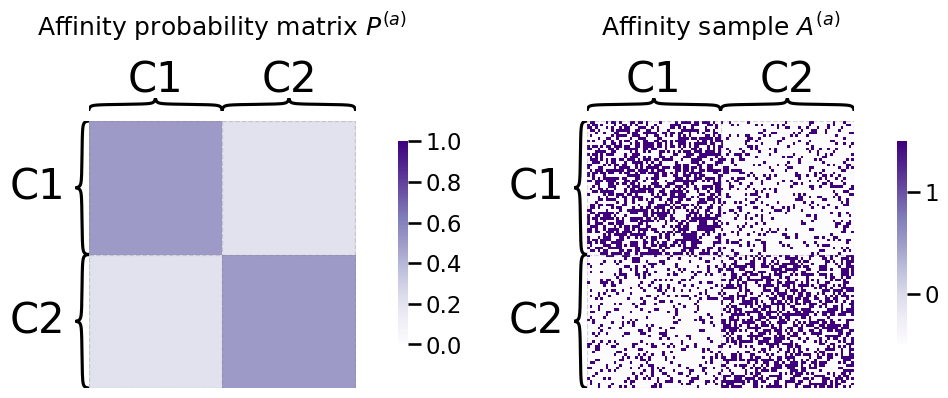 Affinity probability matrix P^(a)
C1 C2
C1
C2
1.0
0.8
0.6
0.4
0.2
0.0
Affinity sample A^(a)
C1 C2
C1
C2
1
0